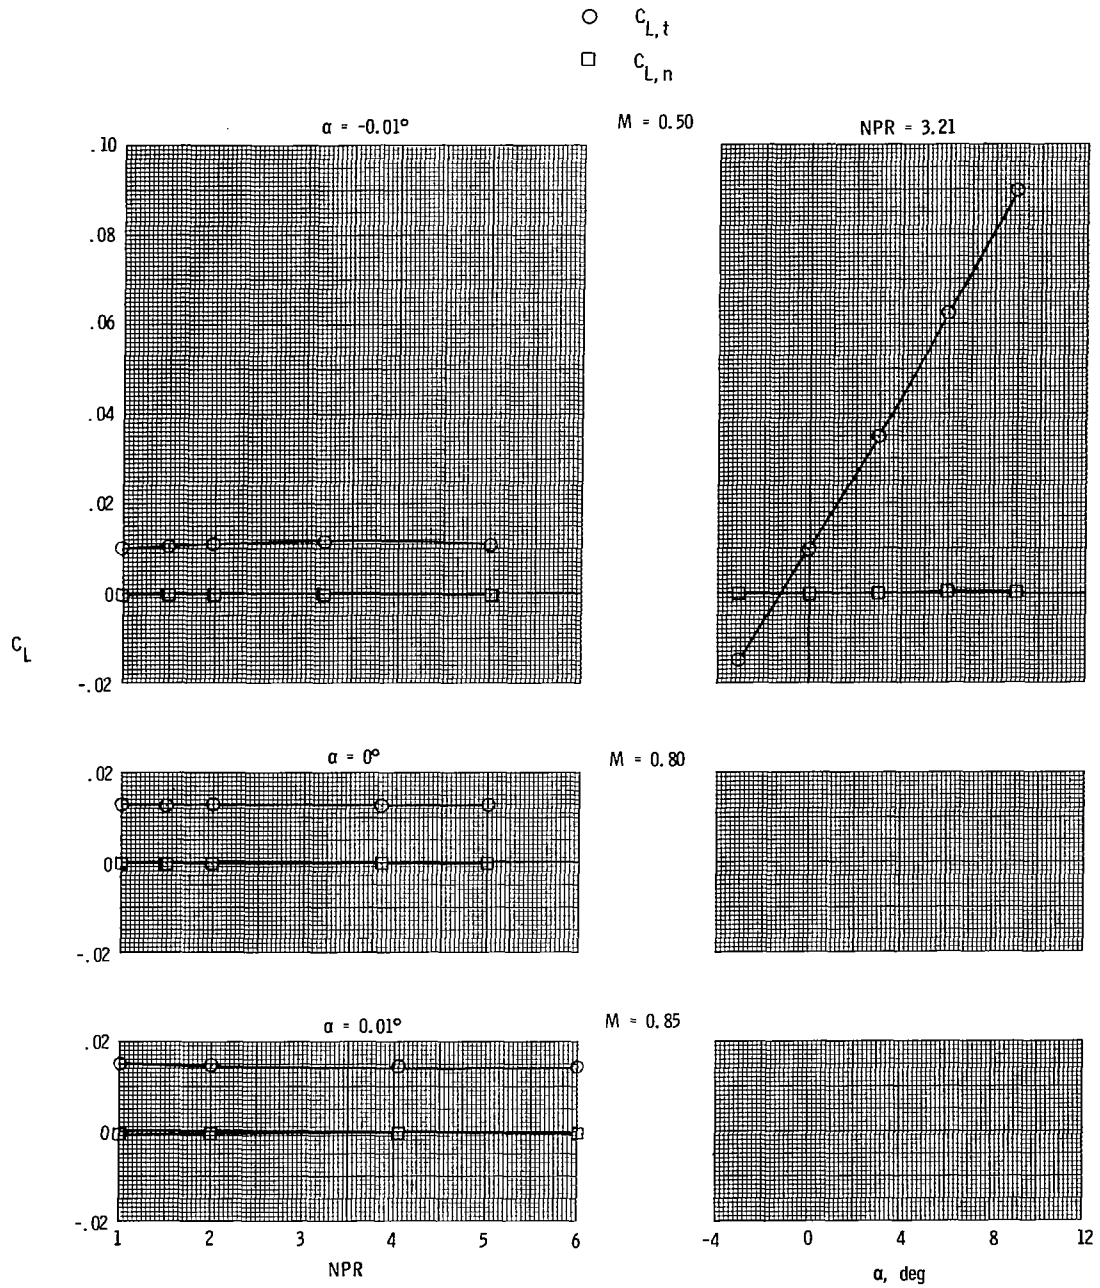 C_L,t
C_L,n
α = -0.01°
M = 0.50
NPR = 3.21
.10
.08
.06
.04
.02
0
-.02
C_L
α = 0°
M = 0.80
.02
0
-.02
α = 0.01°
M = 0.85
.02
0
-.02
1 2 3 4 5 6
NPR
-4 0 4 8 12
α, deg